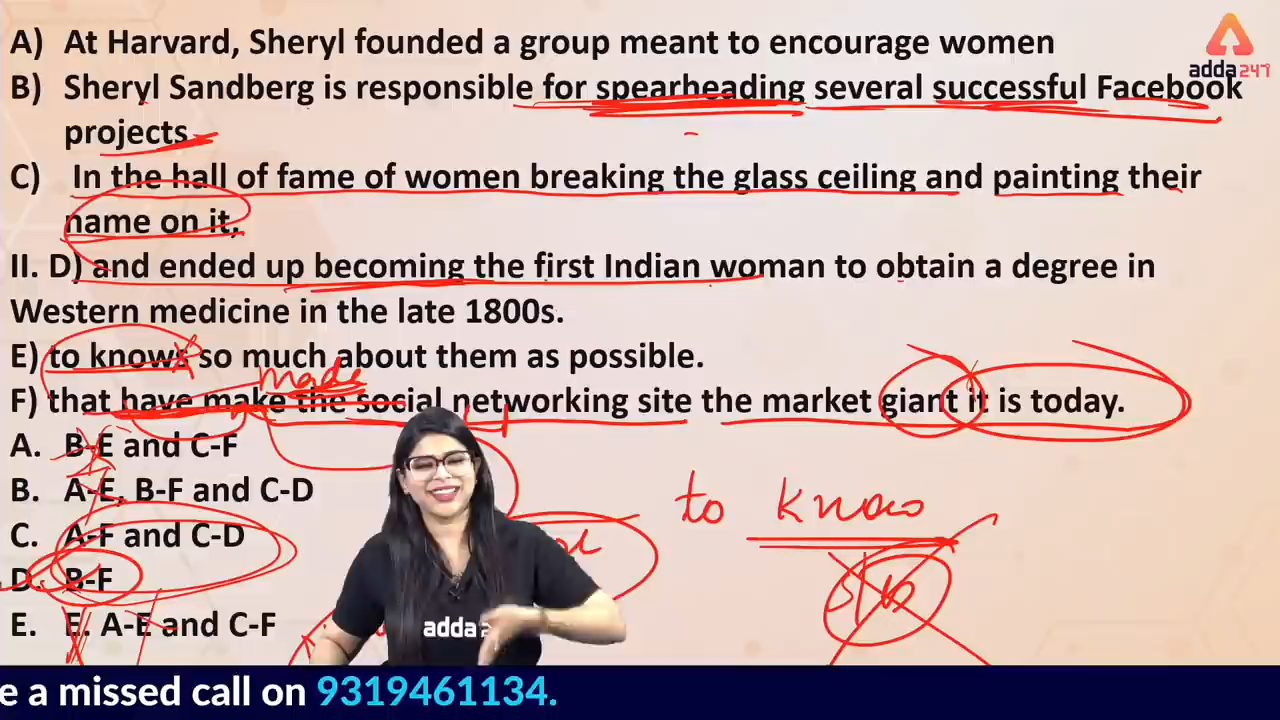 A) At Harvard, Sheryl founded a group meant to encourage women
adda247
B) Sheryl Sandberg is responsible for spearheading several successful Facebook
projects
C) In the hall of fame of women breaking the glass ceiling and painting their
name on it,
II. D) and ended up becoming the first Indian woman to obtain a degree in
Western medicine in the late 1800s.
E) to knows so much about them as possible.
made
F) that have make the social networking site the market giant it is today.
A. B-E and C-F
B. A-E, B-F and C-D
to know
C. A-F and C-D
D. B-F
E. E. A-E and C-F
adda2
e a missed call on 9319461134.